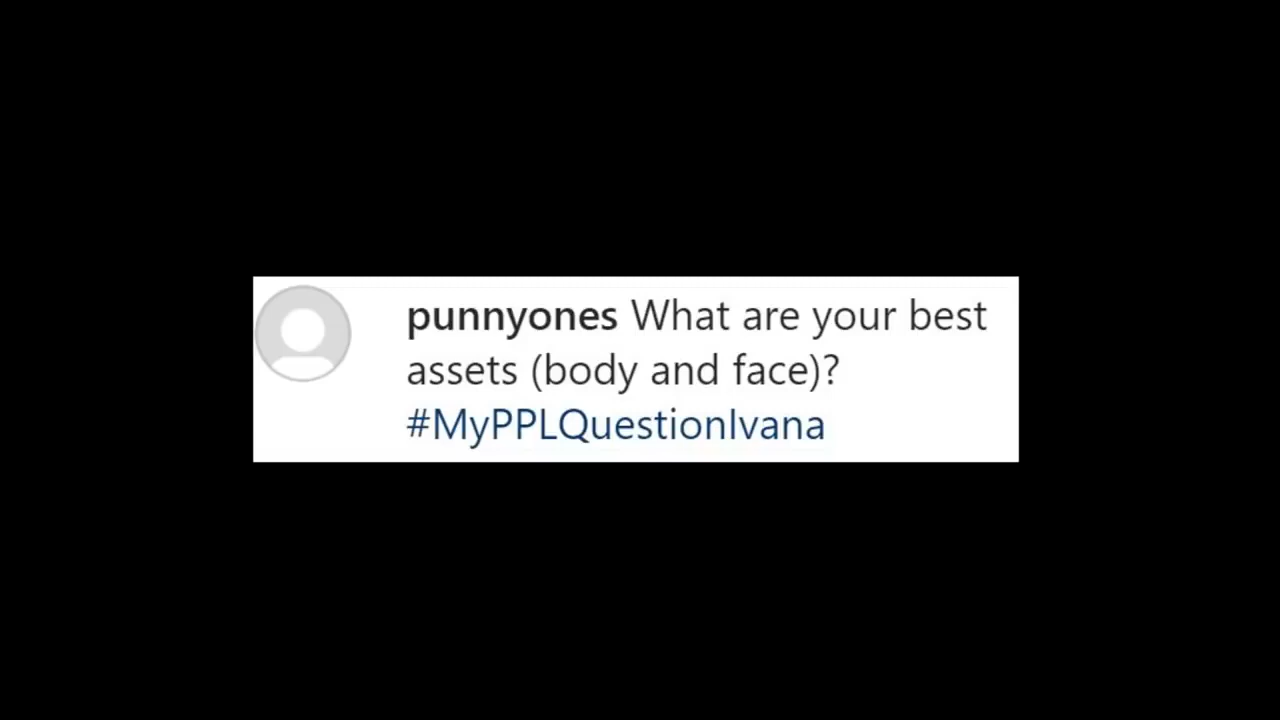 punnyones What are your best
assets (body and face)?
#MyPPLQuestionIvana